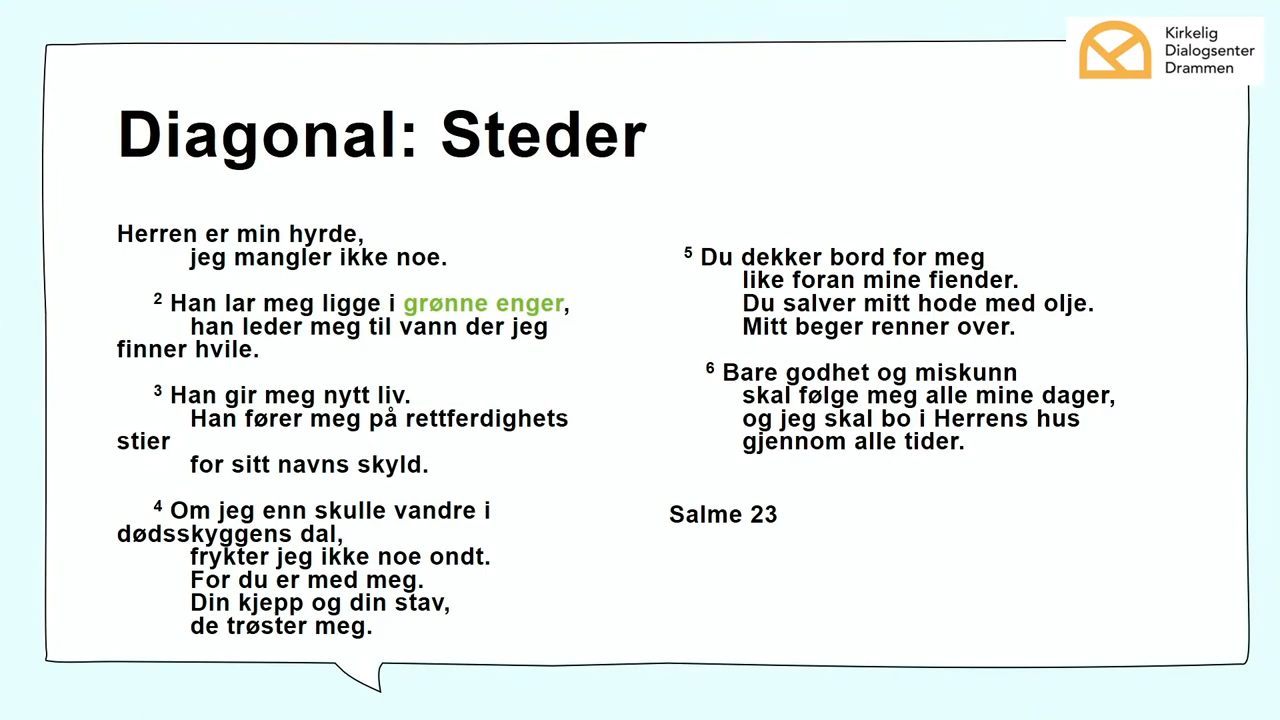 Kirkelig
Dialogsenter
Drammen
Diagonal: Steder
Herren er min hyrde,
jeg mangler ikke noe.
2 Han lar meg ligge i grønne enger,
han leder meg til vann der jeg
finner hvile.
3 Han gir meg nytt liv.
Han fører meg på rettferdighets
stier
for sitt navns skyld.
4 Om jeg enn skulle vandre i
dødsskyggens dal,
frykter jeg ikke noe ondt.
For du er med meg.
Din kjepp og din stav,
de trøster meg.
5 Du dekker bord for meg
like foran mine fiender.
Du salver mitt hode med olje.
Mitt beger renner over.
6 Bare godhet og miskunn
skal følge meg alle mine dager,
og jeg skal bo i Herrens hus
gjennom alle tider.
Salme 23